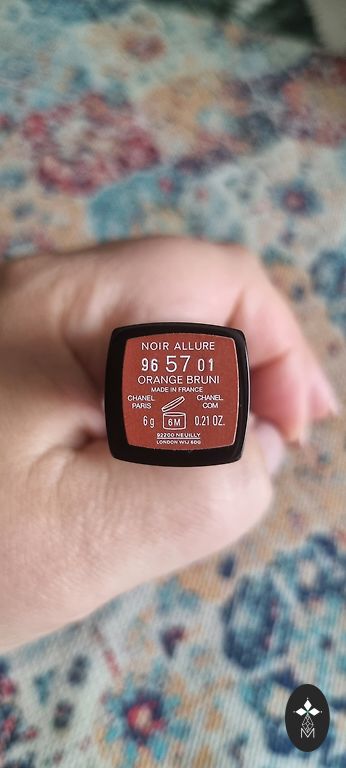 NOIR ALLURE
96 57 01
ORANGE BRUNI
MADE IN FRANCE
CHANEL CHANEL
PARIS COM
6 g 6M 0.21 OZ.
92200 NEUILLY
LONDON W1J 6DG
M